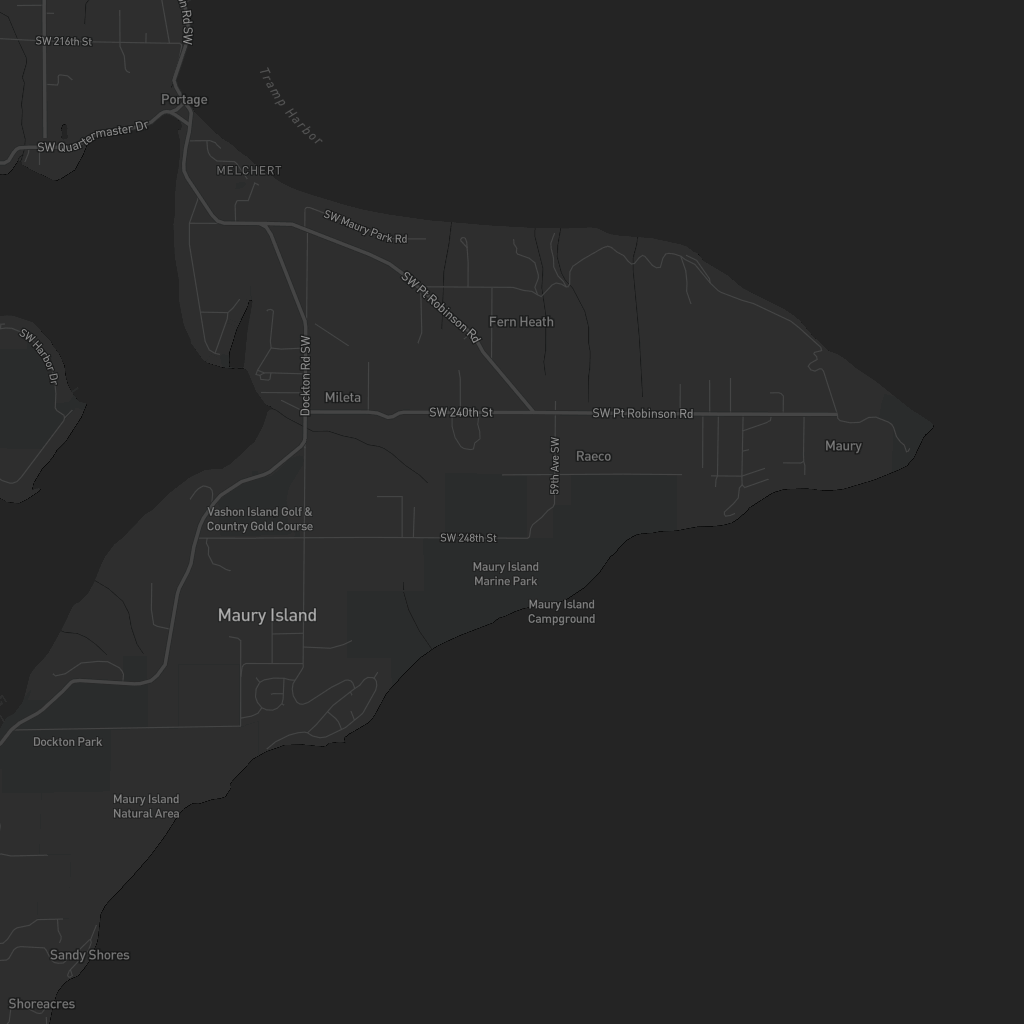 on Rd SW
SW 216th St
Tramp Harbor
Portage
SW Quartermaster Dr
MELCHERT
SW Maury Park Rd
SW Pt Robinson Rd
Fern Heath
SW Harbor Dr
Dockton Rd SW
Mileta
SW 240th St
SW Pt Robinson Rd
Maury
59th Ave SW
Raeco
Vashon Island Golf &
Country Gold Course
SW 248th St
Maury Island
Marine Park
Maury Island
Campground
Maury Island
Dockton Park
Maury Island
Natural Area
Sandy Shores
Shoreacres